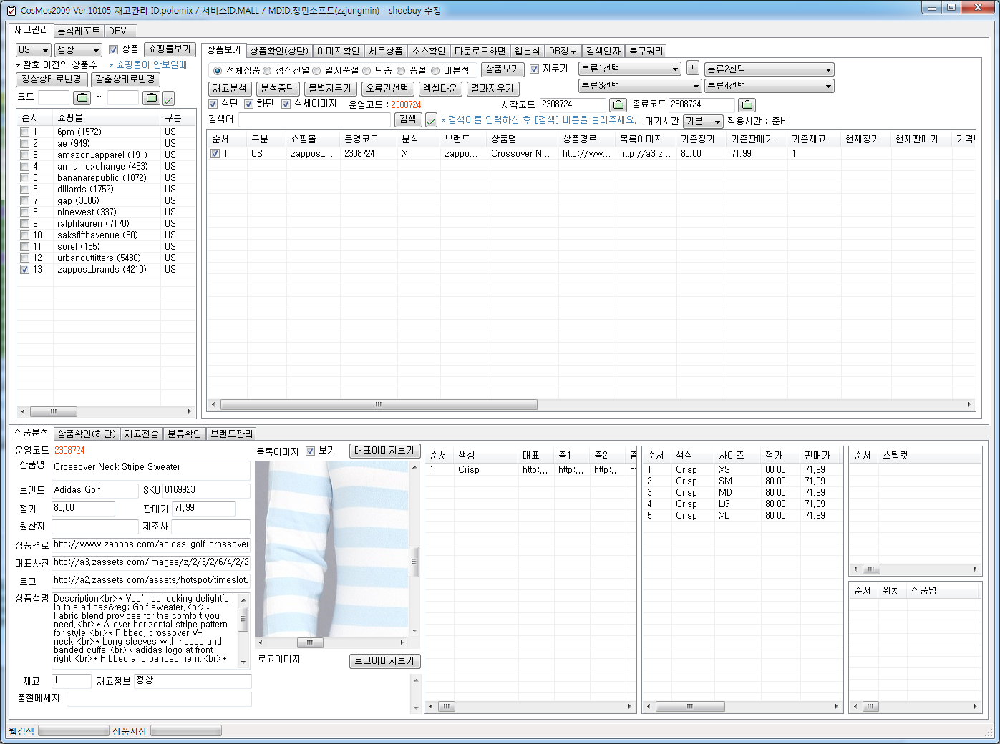 CosMos2009 Ver.10105 재고관리 ID:polomix / 서비스ID:MALL / MDID:정민소프트(zzjungmin) - shoebuy 수정
재고관리 분석레포트 DEV
US 정상 상품 쇼핑몰보기
* 괄호:이전의 상품수 * 쇼핑몰이 안보일때
정상상태로변경 감춤상태로변경
코드 ~
순서 쇼핑몰 구분
1 6pm (1572) US
2 ae (949) US
3 amazon_apparel (191) US
4 armaniexchange (483) US
5 bananarepublic (1872) US
6 dillards (1752) US
7 gap (3686) US
8 ninewest (337) US
9 ralphlauren (7170) US
10 saksfifthavenue (80) US
11 sorel (165) US
12 urbanoutfitters (5430) US
13 zappos_brands (4210) US
상품보기 상품확인(상단) 이미지확인 세트상품 소스확인 다운로드화면 웹분석 DB정보 검색인자 복구쿼리
전체상품 정상진열 일시품절 단종 품절 미분석 상품보기 지우기 분류1선택 + 분류2선택
재고분석 분석중단 몰별지우기 오류건선택 엑셀다운 결과지우기 분류3선택 분류4선택
상단 하단 상세이미지 운영코드 : 2308724 시작코드 2308724 종료코드 2308724
검색어 검색 * 검색어를 입력하신 후 [검색] 버튼을 눌러주세요. 대기시간 기본 적용시간 : 준비
순서 구분 쇼핑몰 운영코드 분석 브랜드 상품명 상품경로 목록이미지 기존정가 기존판매가 기존재고 현재정가 현재판매가
1 US zappos_... 2308724 X zappo... Crossover N... http://ww... http://a3.z... 80.00 71.99 1
상품분석 상품확인(하단) 재고전송 분류확인 브랜드관리
운영코드 2308724
상품명 Crossover Neck Stripe Sweater
브랜드 Adidas Golf SKU 8169923
정가 80.00 판매가 71.99
원산지 제조사
상품경로 http://www.zappos.com/adidas-golf-crossover
대표사진 http://a3.zassets.com/images/z/2/3/2/6/4/2/2
로고 http://a2.zassets.com/assets/hotspot/timeslot_
상품설명 Description<br>* You'll be looking delightful
in this adidas&reg; Golf sweater.<br>*
Fabric blend provides for the comfort you
need.<br>* Allover horizontal stripe pattern
for style.<br>* Ribbed, crossover V-
neck.<br>* Long sleeves with ribbed and
banded cuffs.<br>* adidas logo at front
right.<br>* Ribbed and banded hem.<br>*
재고 1 재고정보 정상
품절메세지
목록이미지 보기 대표이미지보기
로고이미지 로고이미지보기
순서 색상 대표 줌1 줌2
1 Crisp http:... http:... http:...
순서 색상 사이즈 정가 판매가
1 Crisp XS 80.00 71.99
2 Crisp SM 80.00 71.99
3 Crisp MD 80.00 71.99
4 Crisp LG 80.00 71.99
5 Crisp XL 80.00 71.99
순서 스틸컷
순서 위치 상품명
웹검색 상품저장